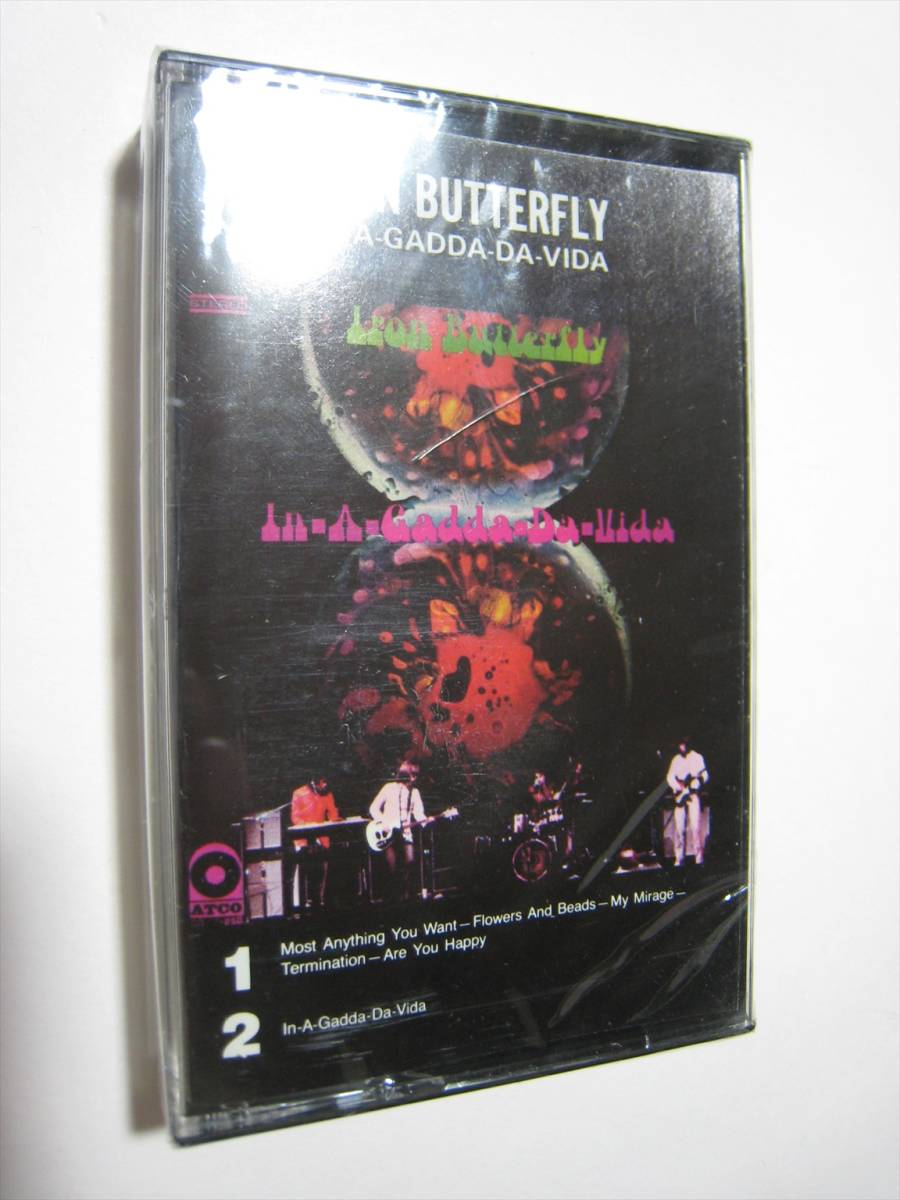 N BUTTERFLY
A-GADDA-DA-VIDA
STEREO
Iron Butterfly
In-A-Gadda-Da-Vida
ATCO
1 Most Anything You Want—Flowers And Beads—My Mirage—
Termination—Are You Happy
2 In-A-Gadda-Da-Vida